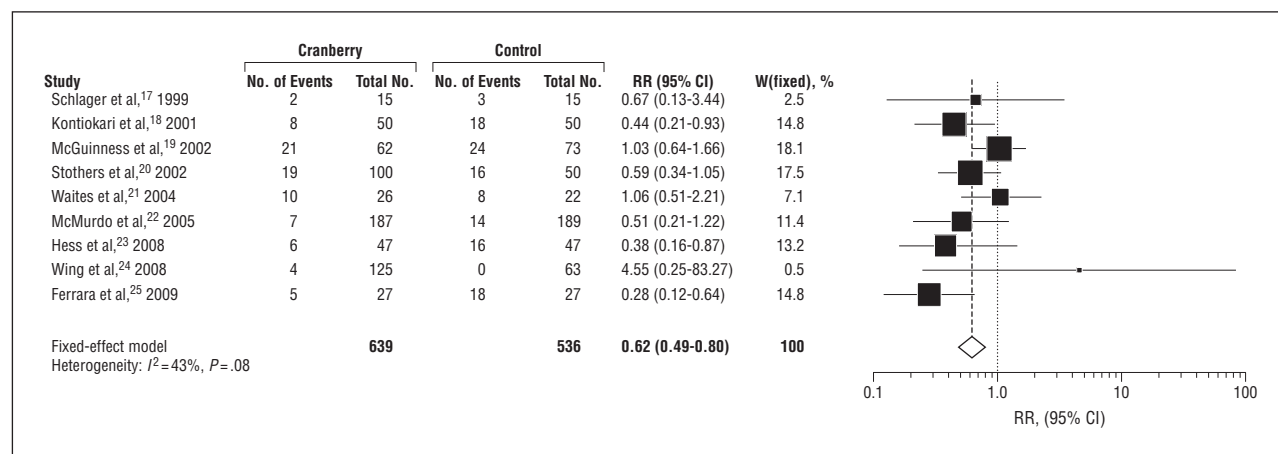 Cranberry Control
Study No. of Events Total No. No. of Events Total No. RR (95% CI) W(fixed), %
Schlager et al,17 1999 2 15 3 15 0.67 (0.13-3.44) 2.5
Kontiokari et al,18 2001 8 50 18 50 0.44 (0.21-0.93) 14.8
McGuinness et al,19 2002 21 62 24 73 1.03 (0.64-1.66) 18.1
Stothers et al,20 2002 19 100 16 50 0.59 (0.34-1.05) 17.5
Waites et al,21 2004 10 26 8 22 1.06 (0.51-2.21) 7.1
McMurdo et al,22 2005 7 187 14 189 0.51 (0.21-1.22) 11.4
Hess et al,23 2008 6 47 16 47 0.38 (0.16-0.87) 13.2
Wing et al,24 2008 4 125 0 63 4.55 (0.25-83.27) 0.5
Ferrara et al,25 2009 5 27 18 27 0.28 (0.12-0.64) 14.8
Fixed-effect model 639 536 0.62 (0.49-0.80) 100
Heterogeneity: I2=43%, P=.08
0.1 1.0 10 100
RR, (95% CI)